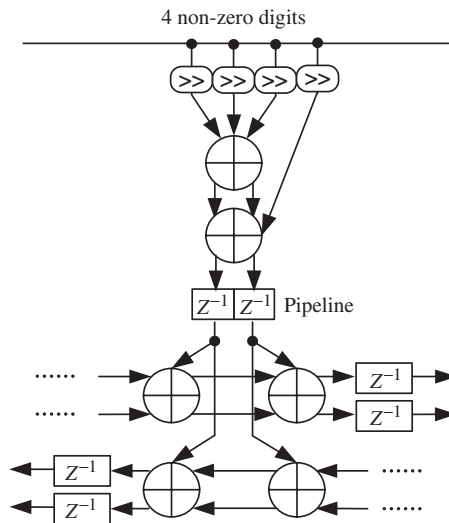 4 non-zero digits
>> >> >> >>
Z⁻¹ Z⁻¹ Pipeline
...... Z⁻¹
...... Z⁻¹
Z⁻¹ ......
Z⁻¹ ......